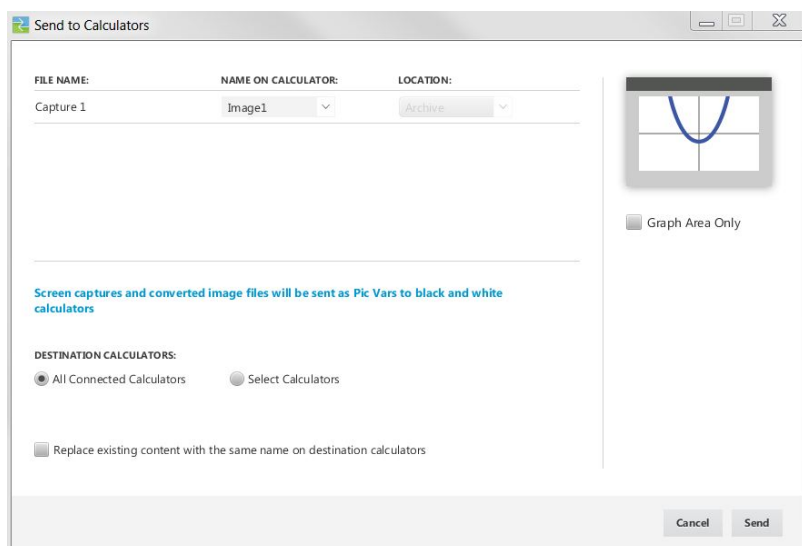 Send to Calculators
FILE NAME: NAME ON CALCULATOR: LOCATION:
Capture 1 Image1 Archive
Graph Area Only
Screen captures and converted image files will be sent as Pic Vars to black and white
calculators
DESTINATION CALCULATORS:
All Connected Calculators Select Calculators
Replace existing content with the same name on destination calculators
Cancel Send